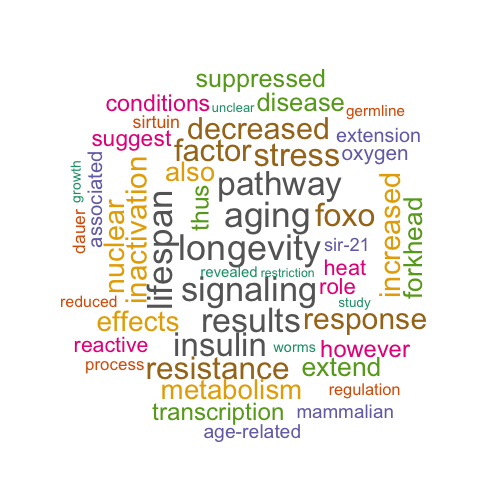 suppressed
conditions unclear disease
sirtuin germline
suggest decreased extension
factor stress oxygen
also
pathway
growth
associated
dauer
nuclear
inactivation
thus
lifespan
aging foxo
increased
forkhead
longevity sir-21
revealed restriction heat
signaling role
reduced study
effects results response
reactive insulin worms however
process resistance extend
metabolism regulation
transcription mammalian
age-related